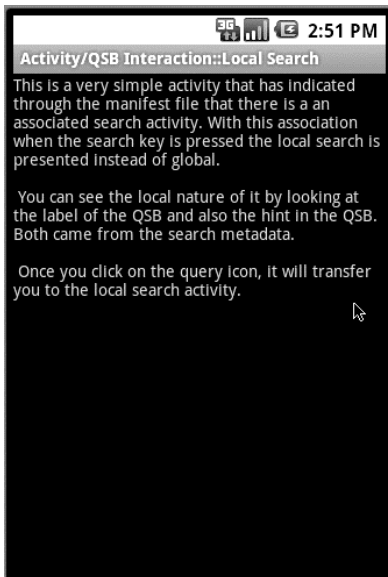 3G 2:51 PM
Activity/QSB Interaction::Local Search
This is a very simple activity that has indicated
through the manifest file that there is a an
associated search activity. With this association
when the search key is pressed the local search is
presented instead of global.
You can see the local nature of it by looking at
the label of the QSB and also the hint in the QSB.
Both came from the search metadata.
Once you click on the query icon, it will transfer
you to the local search activity.